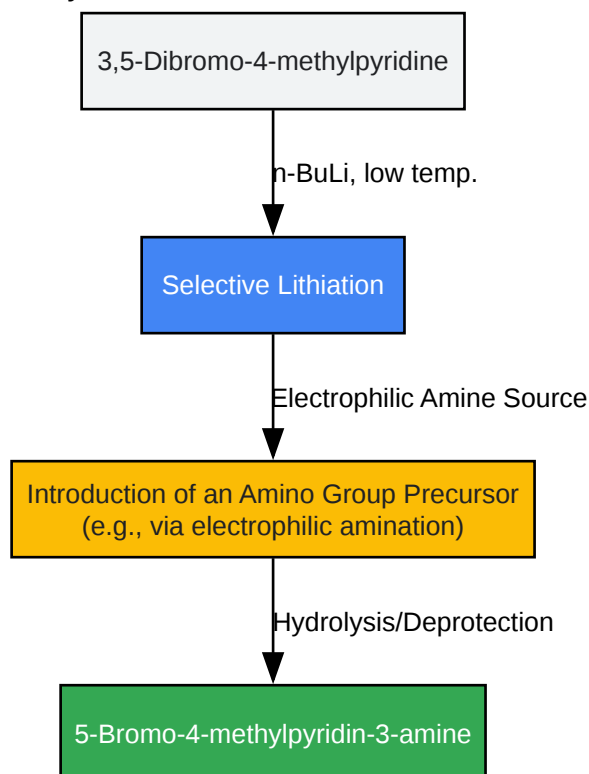 3,5-Dibromo-4-methylpyridine
n-BuLi, low temp.
Selective Lithiation
Electrophilic Amine Source
Introduction of an Amino Group Precursor
(e.g., via electrophilic amination)
Hydrolysis/Deprotection
5-Bromo-4-methylpyridin-3-amine